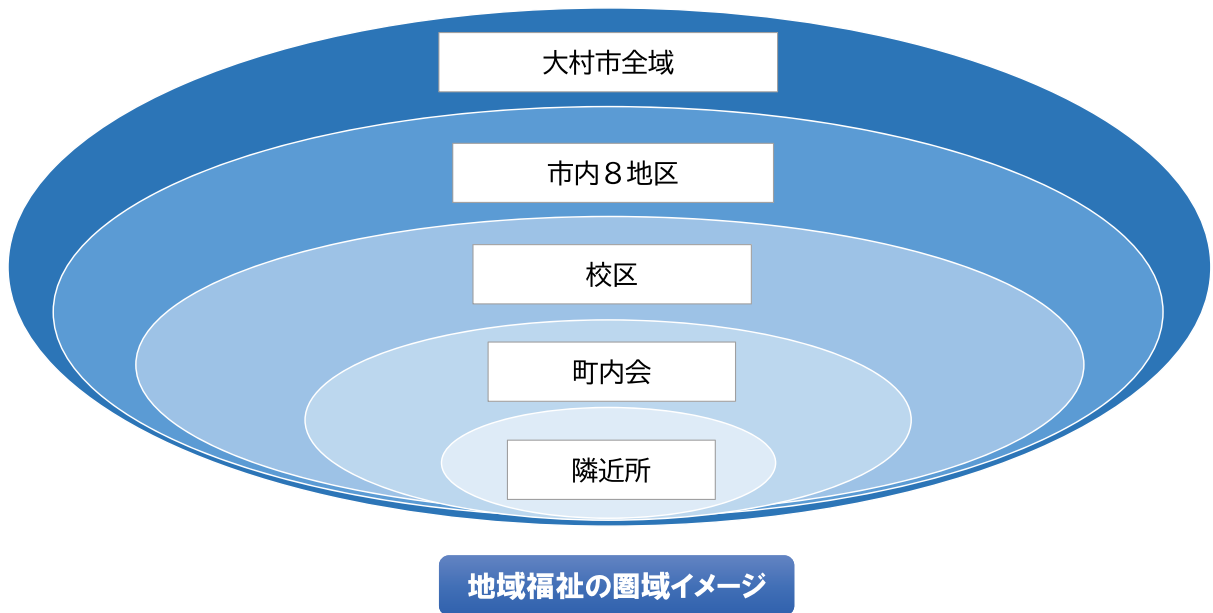 大村市全域
市内８地区
校区
町内会
隣近所
地域福祉の圏域イメージ